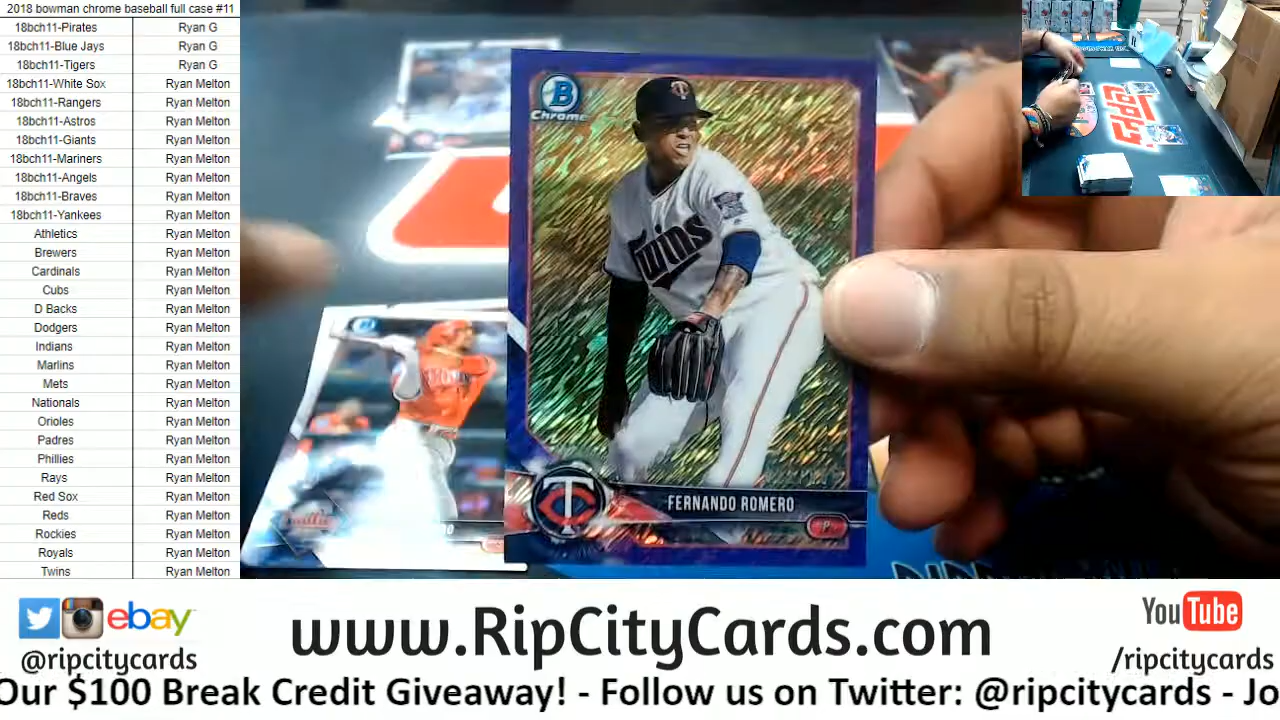 2018 bowman chrome baseball full case #11
18bch11-Pirates Ryan G
18bch11-Blue Jays Ryan G
18bch11-Tigers Ryan G
18bch11-White Sox Ryan Melton
18bch11-Rangers Ryan Melton
18bch11-Astros Ryan Melton
18bch11-Giants Ryan Melton
18bch11-Mariners Ryan Melton
18bch11-Angels Ryan Melton
18bch11-Braves Ryan Melton
18bch11-Yankees Ryan Melton
Athletics Ryan Melton
Brewers Ryan Melton
Cardinals Ryan Melton
Cubs Ryan Melton
D Backs Ryan Melton
Dodgers Ryan Melton
Indians Ryan Melton
Marlins Ryan Melton
Mets Ryan Melton
Nationals Ryan Melton
Orioles Ryan Melton
Padres Ryan Melton
Phillies Ryan Melton
Rays Ryan Melton
Red Sox Ryan Melton
Reds Ryan Melton
Rockies Ryan Melton
Royals Ryan Melton
Twins Ryan Melton
B
Chrome
Twins
TC
FERNANDO ROMERO
P
ebay
@ripcitycards
www.RipCityCards.com
YouTube
/ripcitycards
Our $100 Break Credit Giveaway! - Follow us on Twitter: @ripcitycards - Jo